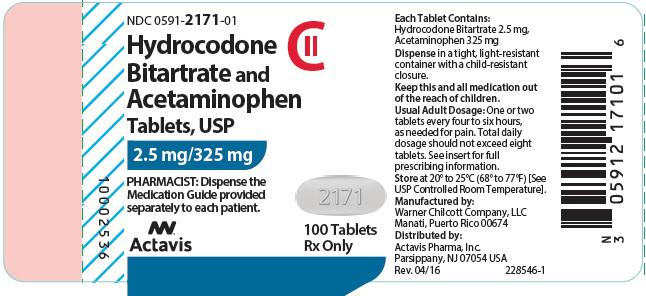 NDC 0591-2171-01
Hydrocodone
Bitartrate and
Acetaminophen
Tablets, USP
CII
2.5 mg/325 mg
PHARMACIST: Dispense the
Medication Guide provided
separately to each patient.
2171
Actavis
100 Tablets
Rx Only
10002536
Each Tablet Contains:
Hydrocodone Bitartrate 2.5 mg,
Acetaminophen 325 mg
Dispense in a tight, light-resistant
container with a child-resistant
closure.
Keep this and all medication out
of the reach of children.
Usual Adult Dosage: One or two
tablets every four to six hours,
as needed for pain. Total daily
dosage should not exceed eight
tablets. See insert for full
prescribing information.
Store at 20° to 25°C (68° to 77°F) [See
USP Controlled Room Temperature].
Manufactured by:
Warner Chilcott Company, LLC
Manati, Puerto Rico 00674
Distributed by:
Actavis Pharma, Inc.
Parsippany, NJ 07054 USA
Rev. 04/16 228546-1
N 3 05912 17101 6